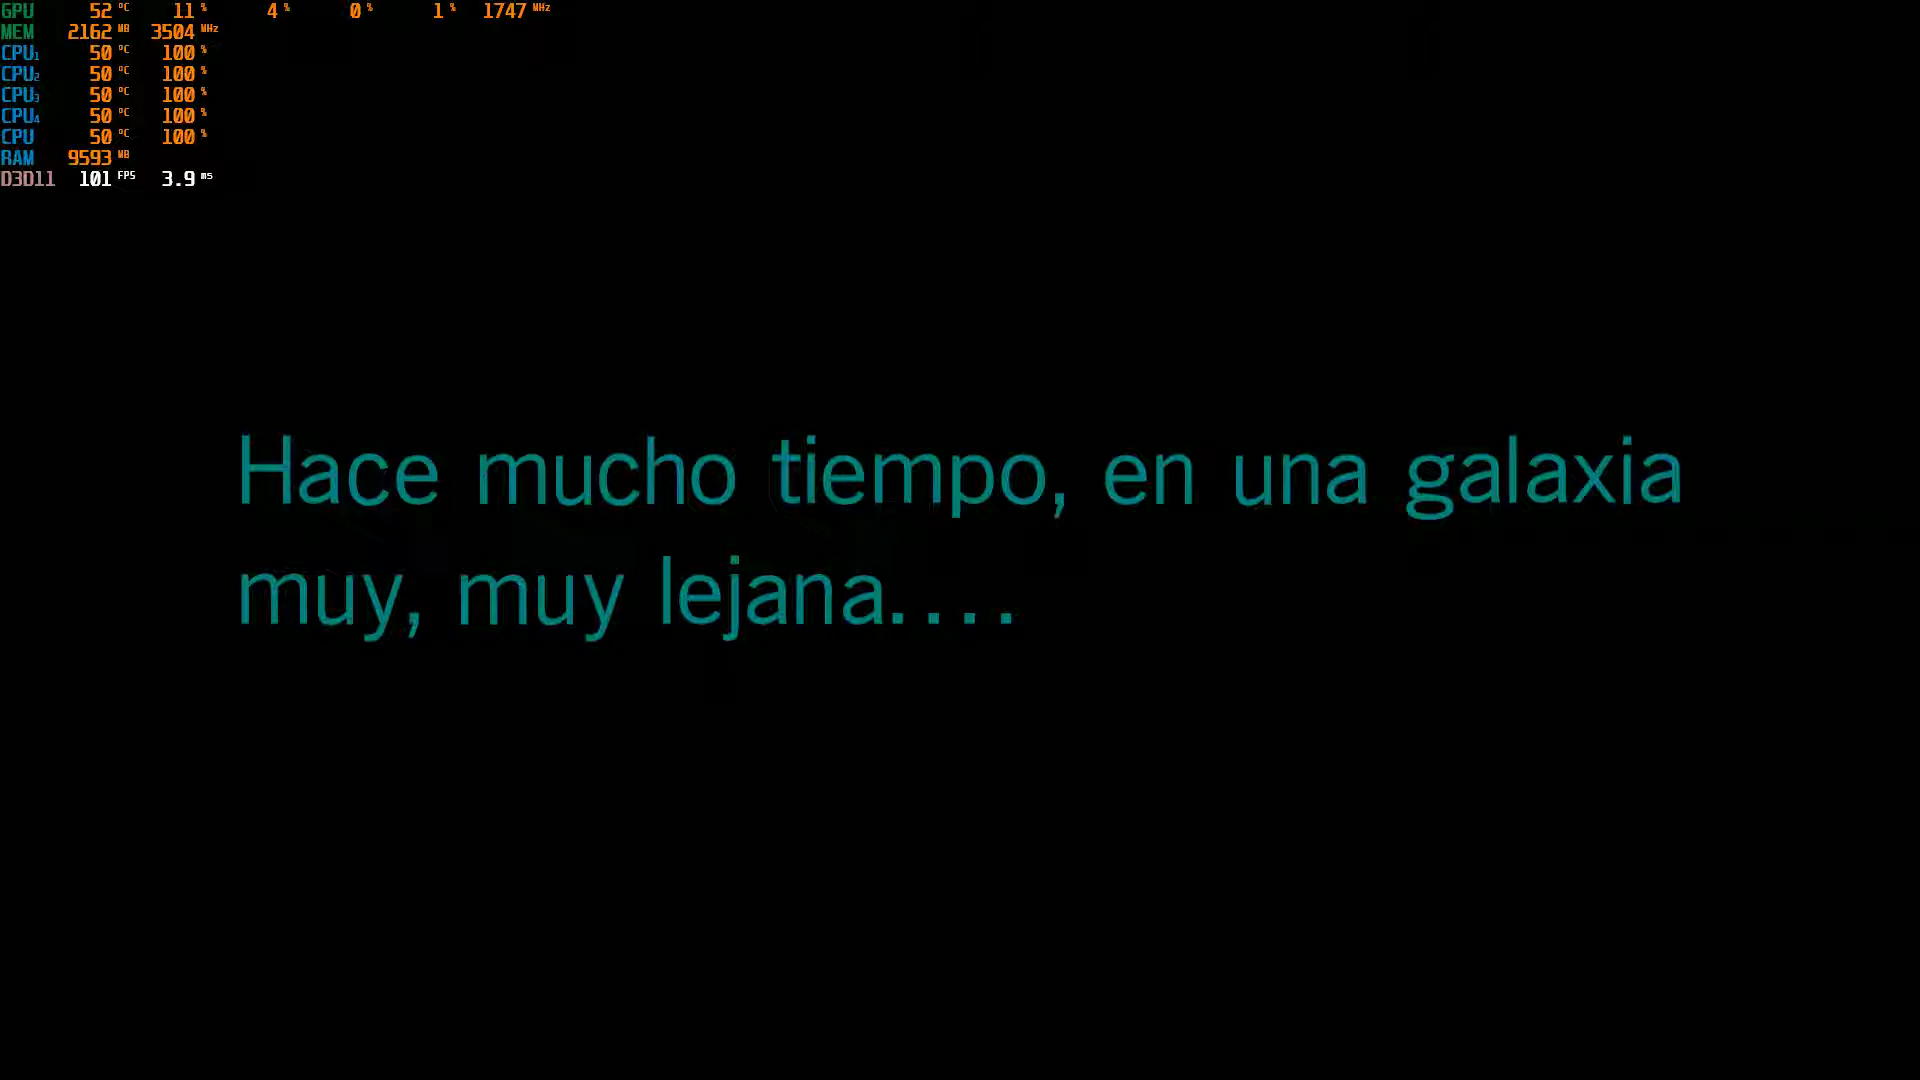 GPU 52 °C 11 % 4 % 0 % 1 % 1747 MHz
MEM 2162 MB 3504 MHz
CPU1 50 °C 100 %
CPU2 50 °C 100 %
CPU3 50 °C 100 %
CPU4 50 °C 100 %
CPU 50 °C 100 %
RAM 9593 MB
D3D11 101 FPS 3.9 ms
Hace mucho tiempo, en una galaxia
muy, muy lejana....